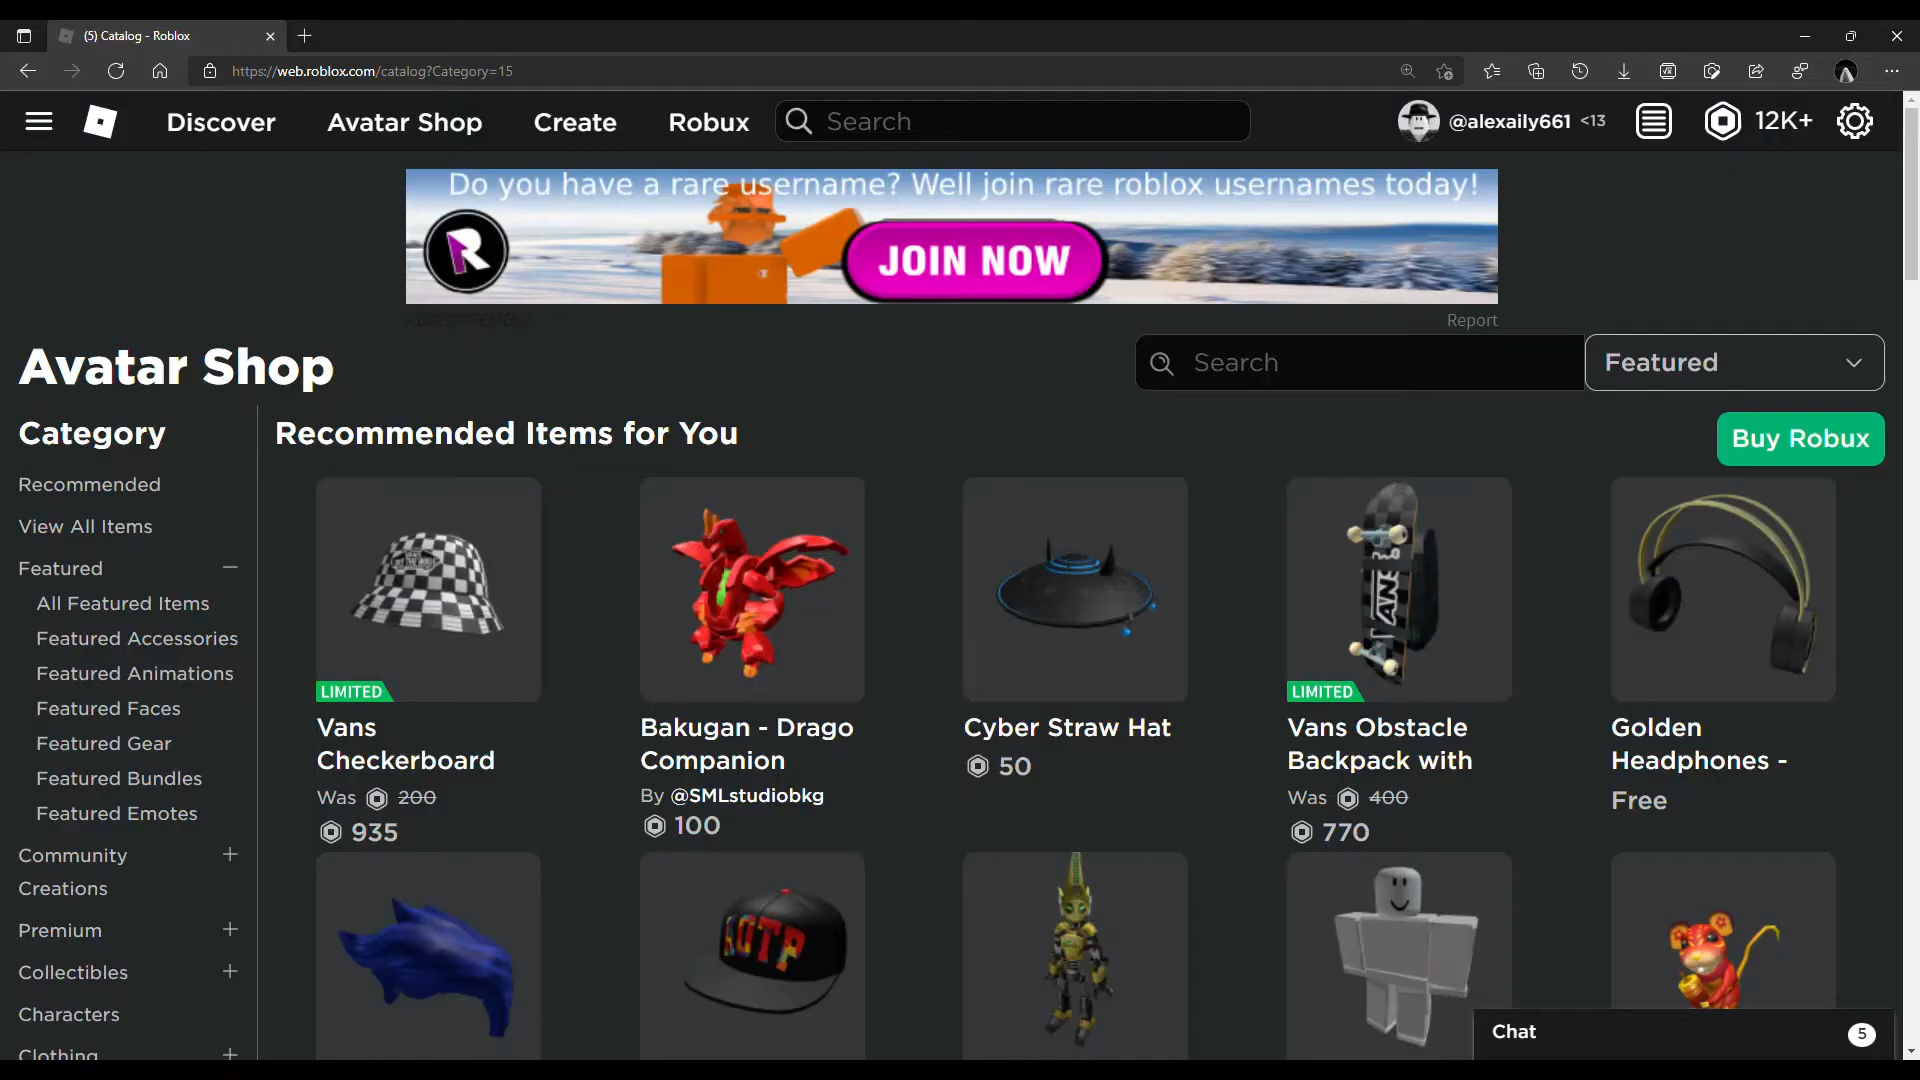 (5) Catalog - Roblox
https://web.roblox.com/catalog?Category=15
Discover
Avatar Shop
Create
Robux
Search
@alexaily661 <13
12K+
Do you have a rare username? Well join rare roblox usernames today!
R
JOIN NOW
Report
Avatar Shop
Search
Featured
Category
Recommended Items for You
Buy Robux
Recommended
View All Items
Featured
All Featured Items
Featured Accessories
Featured Animations
Featured Faces
Featured Gear
Featured Bundles
Featured Emotes
Community
Creations
Premium
Collectibles
Characters
Clothing
LIMITED
Vans
Checkerboard
Was 200
935
Bakugan - Drago
Companion
By @SMLstudiobkg
100
Cyber Straw Hat
50
VANS
LIMITED
Vans Obstacle
Backpack with
Was 400
770
Golden
Headphones -
Free
Chat
5